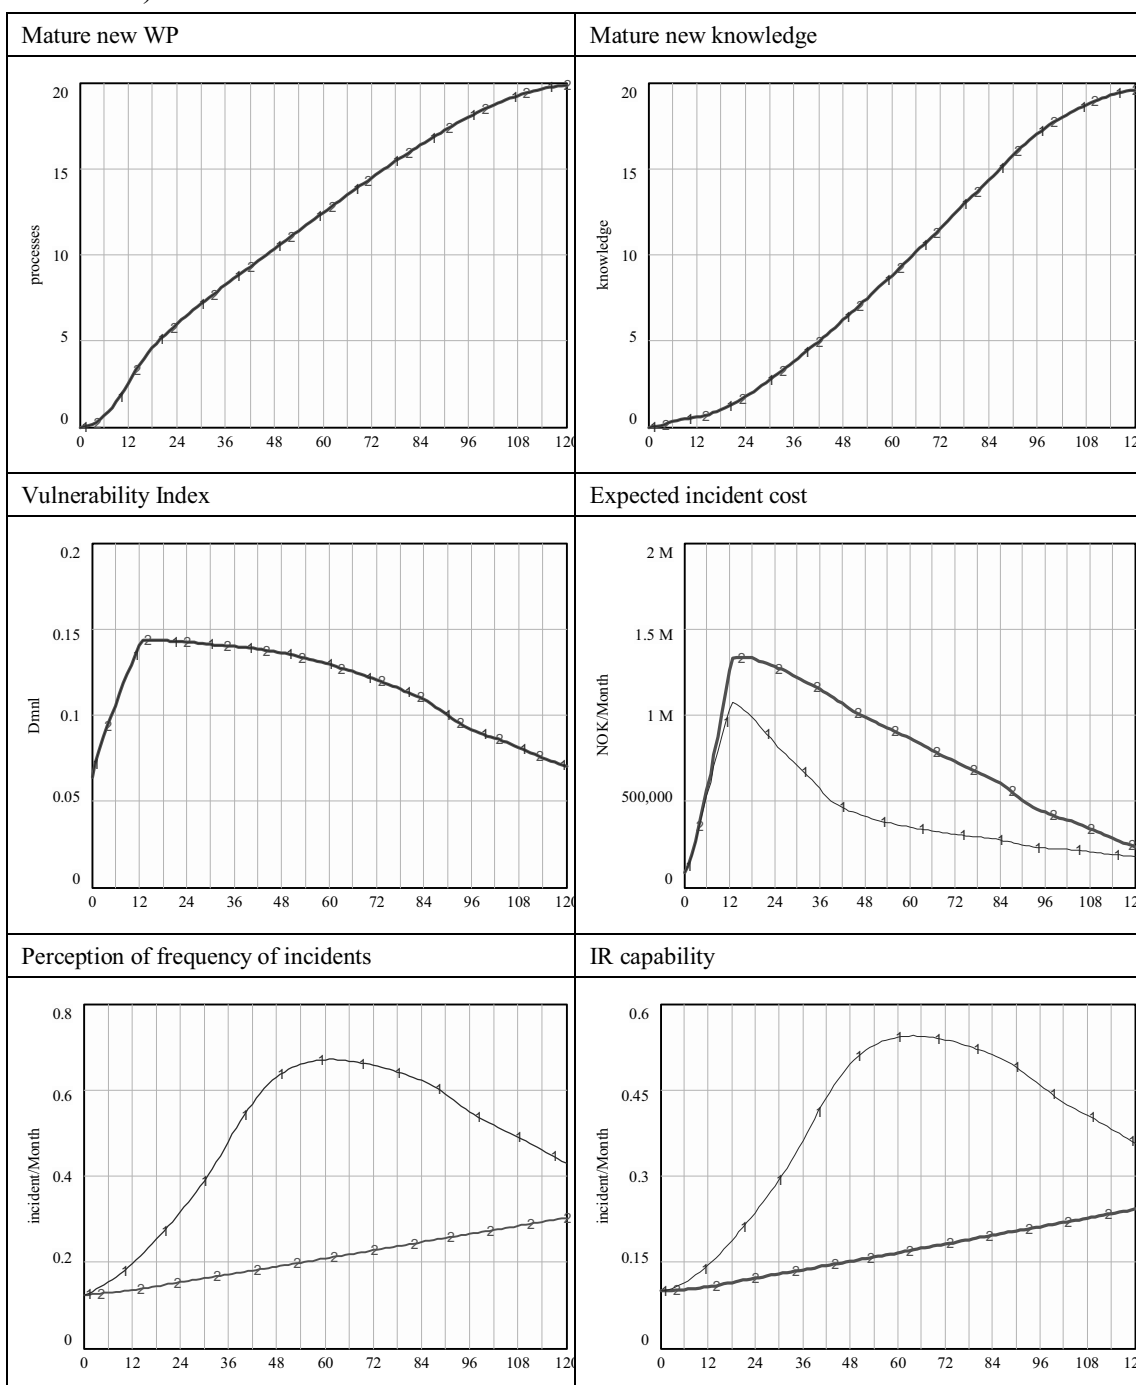 Mature new WP
Mature new knowledge
20
15
10
5
0
processes
0 12 24 36 48 60 72 84 96 108 120
20
15
10
5
0
knowledge
0 12 24 36 48 60 72 84 96 108
Vulnerability Index
Expected incident cost
0.2
0.15
0.1
0.05
0
Dmnl
0 12 24 36 48 60 72 84 96 108
2 M
1.5 M
1 M
500,000
0
NOK/Month
0 12 24 36 48 60 72 84 96 108
Perception of frequency of incidents
IR capability
0.8
0.6
0.4
0.2
0
incident/Month
0 12 24 36 48 60 72 84 96 108
0.6
0.45
0.3
0.15
0
incident/Month
0 12 24 36 48 60 72 84 96 108